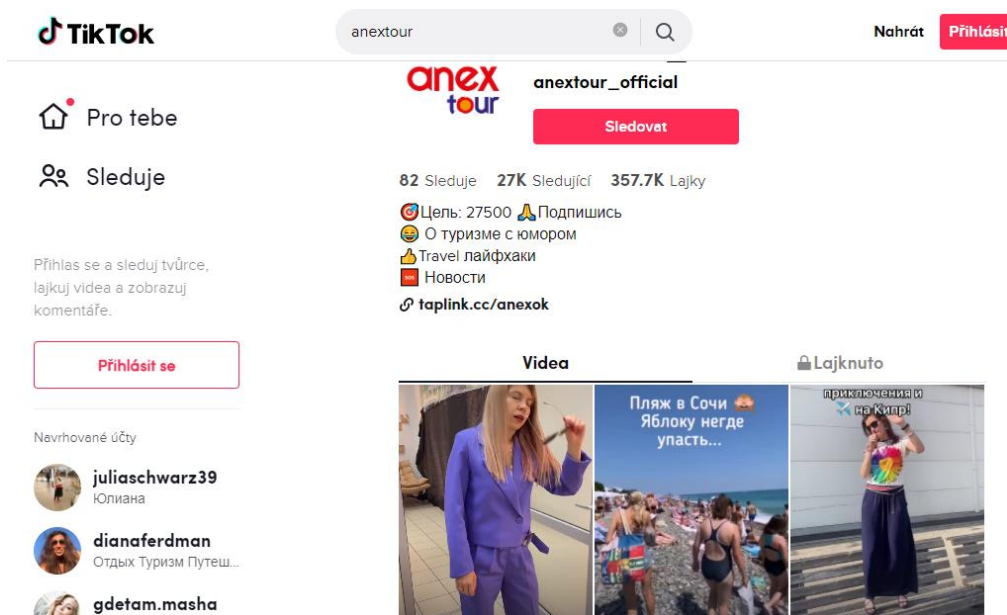 TikTok
anextour
Nahrát
Přihlásit
anex
tour
anextour_official
Sledovat
Pro tebe
Sleduje
82 Sleduje 27K Sledující 357.7K Lajky
🎯Цель: 27500 🙏Подпишись
😂 О туризме с юмором
👍Travel лайфхаки
🆘 Новости
taplink.cc/anexok
Přihlas se a sleduj tvůrce,
lajkuj videa a zobrazuj
komentáře.
Přihlásit se
Videa
Lajknuto
Navrhované účty
juliaschwarz39
Юлиана
dianaferdman
Отдых Туризм Путеш...
gdetam.masha
Пляж в Сочи 🙈
Яблоку негде
упасть...
приключения и
✈️ на Кипр!